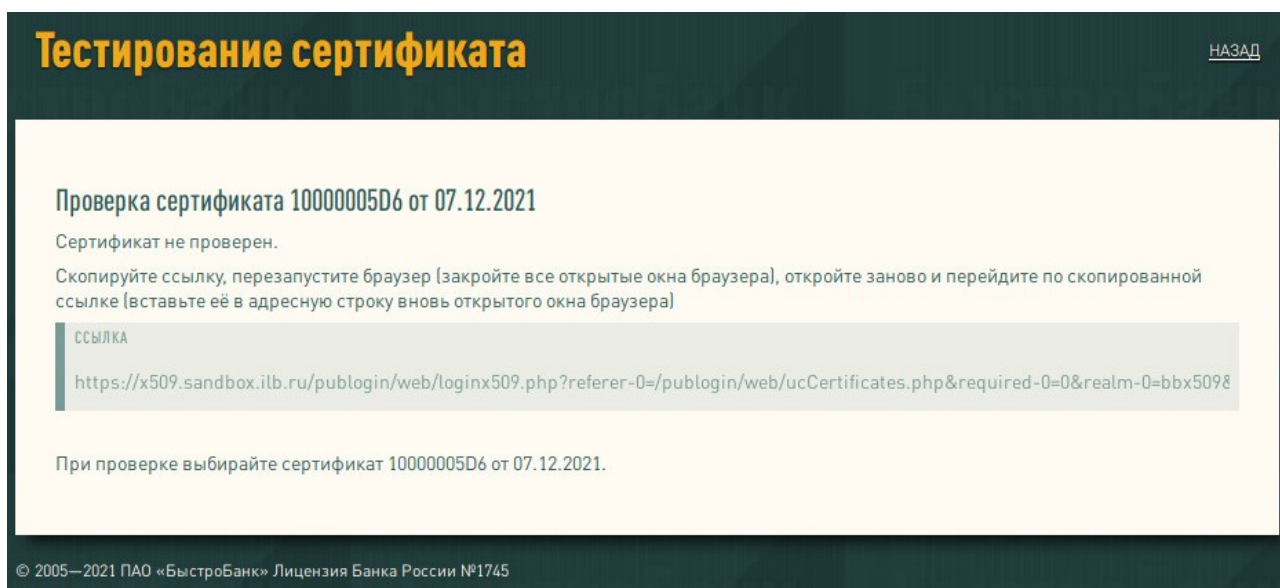 Тестирование сертификата
НАЗАД
Проверка сертификата 10000005D6 от 07.12.2021
Сертификат не проверен.
Скопируйте ссылку, перезапустите браузер (закройте все открытые окна браузера), откройте заново и перейдите по скопированной
ссылке (вставьте её в адресную строку вновь открытого окна браузера)
ССЫЛКА
https://x509.sandbox.ilb.ru/publogin/web/loginx509.php?referer-0=/publogin/web/ucCertificates.php&required-0=0&realm-0=bbx509&
При проверке выбирайте сертификат 10000005D6 от 07.12.2021.
© 2005—2021 ПАО «БыстроБанк» Лицензия Банка России №1745